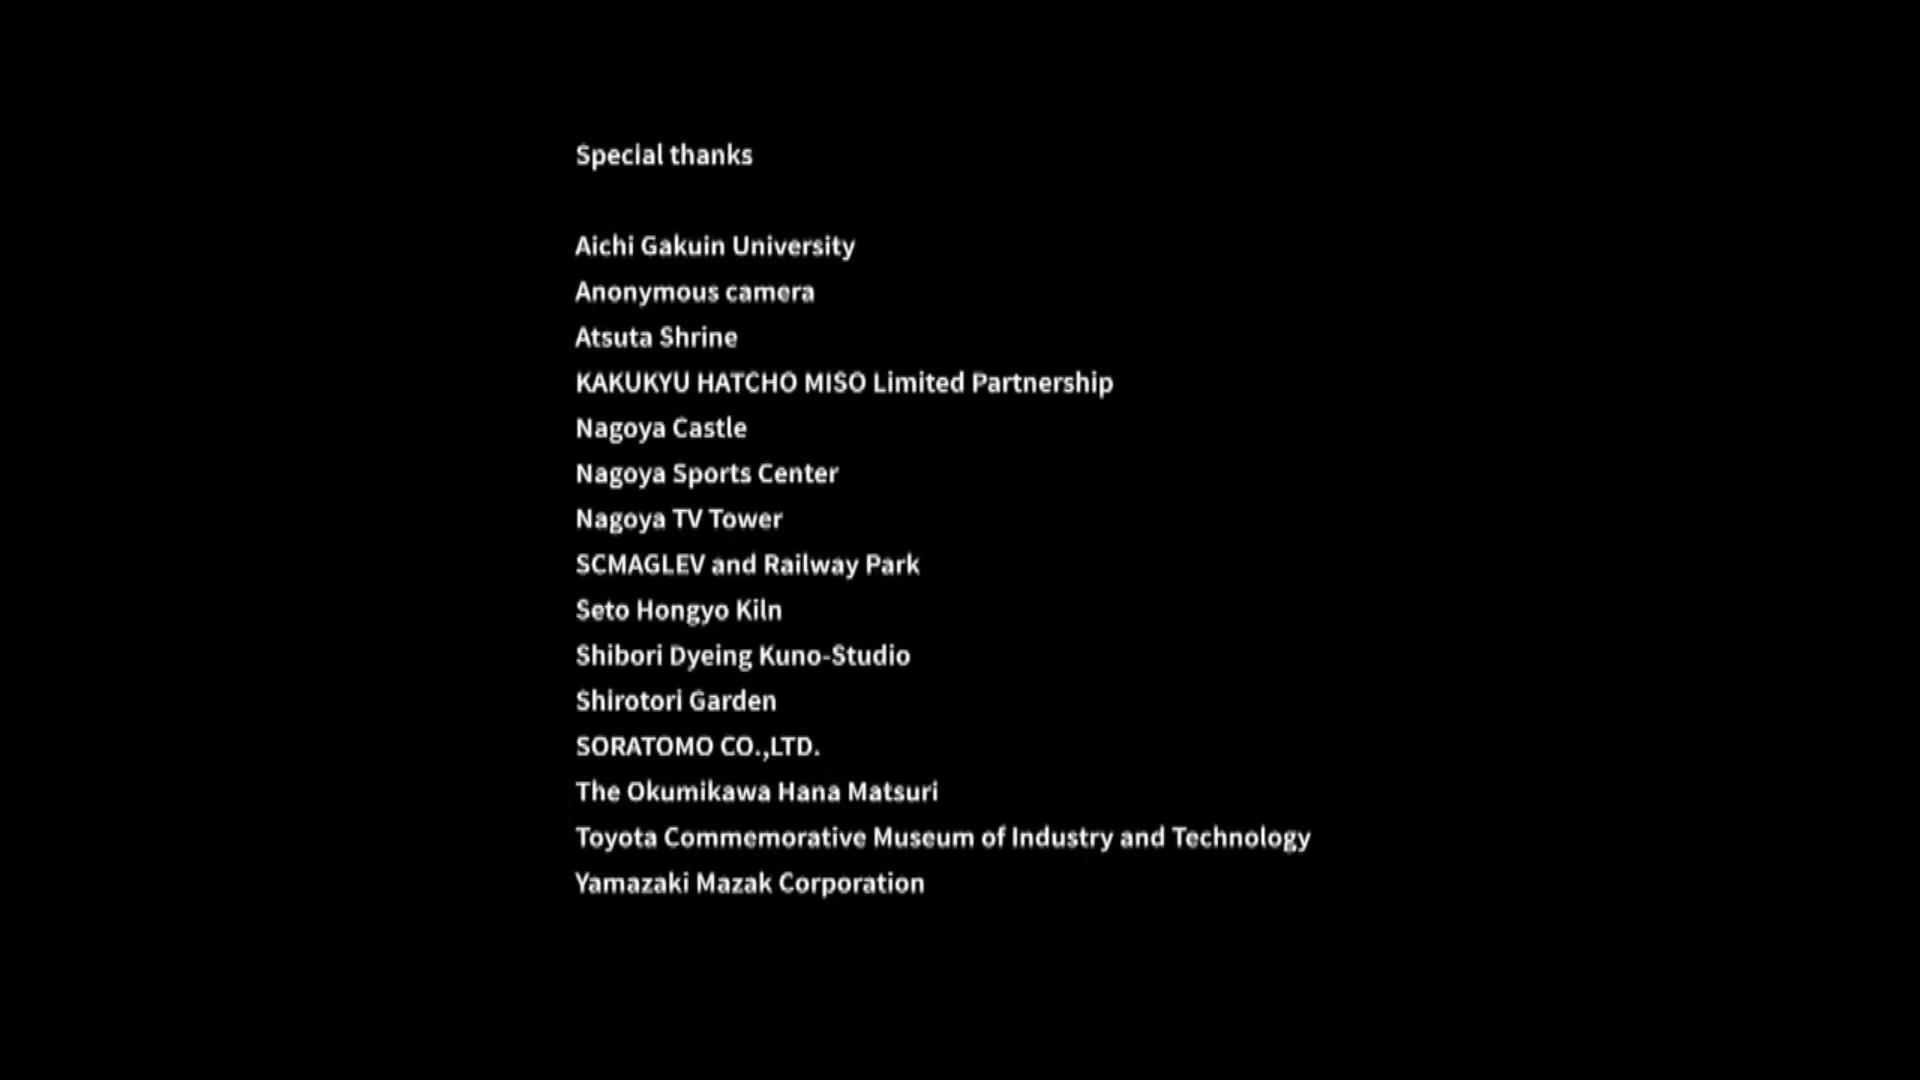 Special thanks
Aichi Gakuin University
Anonymous camera
Atsuta Shrine
KAKUKYU HATCHO MISO Limited Partnership
Nagoya Castle
Nagoya Sports Center
Nagoya TV Tower
SCMAGLEV and Railway Park
Seto Hongyo Kiln
Shibori Dyeing Kuno-Studio
Shirotori Garden
SORATOMO CO.,LTD.
The Okumikawa Hana Matsuri
Toyota Commemorative Museum of Industry and Technology
Yamazaki Mazak Corporation